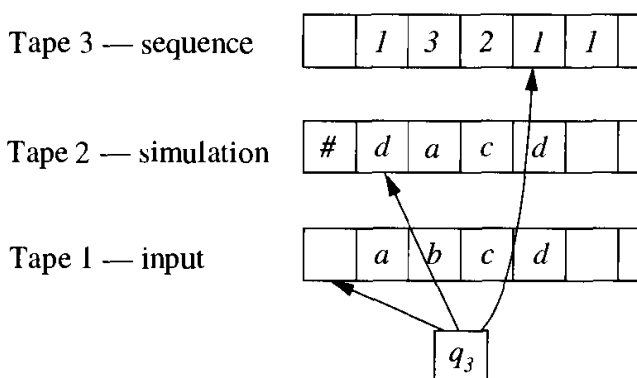 Tape 3 — sequence 1 3 2 1 1
Tape 2 — simulation # d a c d
Tape 1 — input a b c d
q3